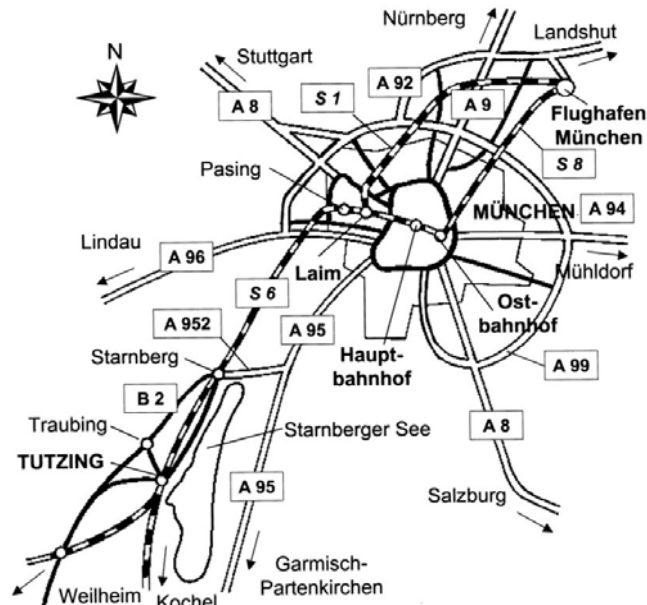 Nürnberg
Landshut
N
Stuttgart
A 92
S 1
A 9
A 8
Flughafen
München
S 8
Pasing
MÜNCHEN
A 94
Lindau
A 96
Laim
Mühldorf
S 6
Ost-
bahnhof
A 952
A 95
Haupt-
bahnhof
A 99
Starnberg
B 2
A 8
Traubing
Starnberger See
TUTZING
A 95
Salzburg
Garmisch-
Partenkirchen
Weilheim
Kochel